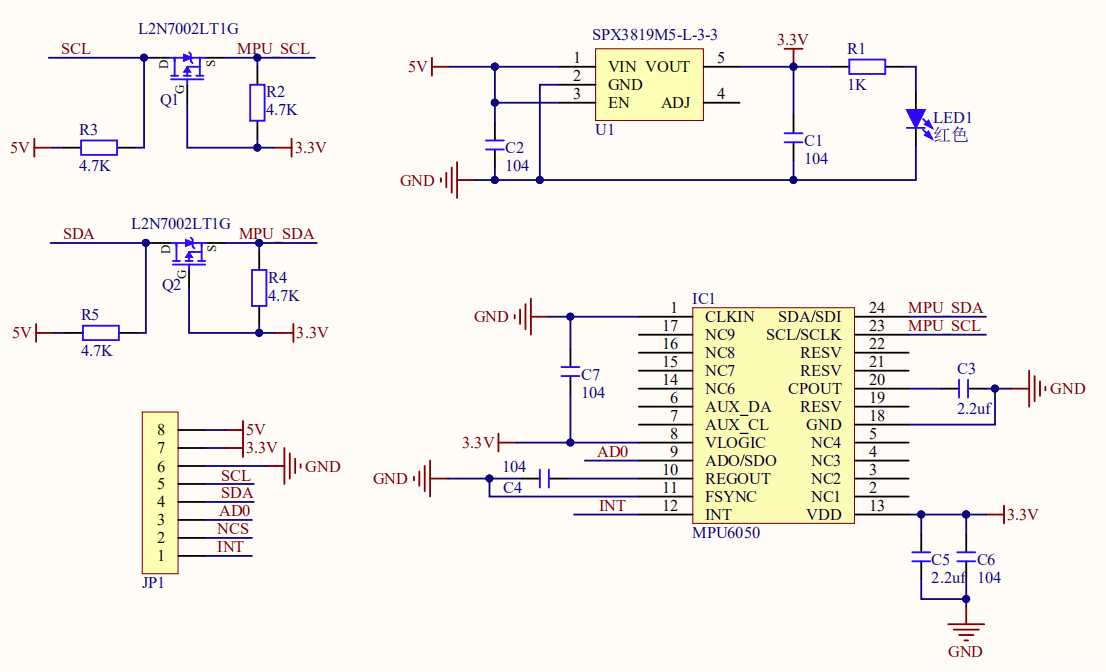 L2N7002LT1G
SCL
MPU_SCL
D
S
G
Q1
R2
4.7K
R3
4.7K
5V
3.3V
SPX3819M5-L-3-3
5V
1
2
3
VIN VOUT
GND
EN ADJ
5
4
U1
3.3V
R1
1K
LED1
红色
C2
104
C1
104
GND
L2N7002LT1G
SDA
MPU_SDA
D
S
G
Q2
R4
4.7K
R5
4.7K
5V
3.3V
IC1
GND
1 CLKIN SDA/SDI 24 MPU_SDA
17 NC9 SCL/SCLK 23 MPU_SCL
16 NC8 RESV 22
15 NC7 RESV 21
14 NC6 CPOUT 20
6 AUX_DA RESV 19
7 AUX_CL GND 18
3.3V 8 VLOGIC NC4 5
AD0 9 ADO/SDO NC3 4
10 REGOUT NC2 3
11 FSYNC NC1 2
INT 12 INT VDD 13 3.3V
MPU6050
C7
104
C3
2.2uf
GND
GND
104
C4
C5
2.2uf
C6
104
GND
8 5V
7 3.3V
6 GND
5 SCL
4 SDA
3 AD0
2 NCS
1 INT
JP1